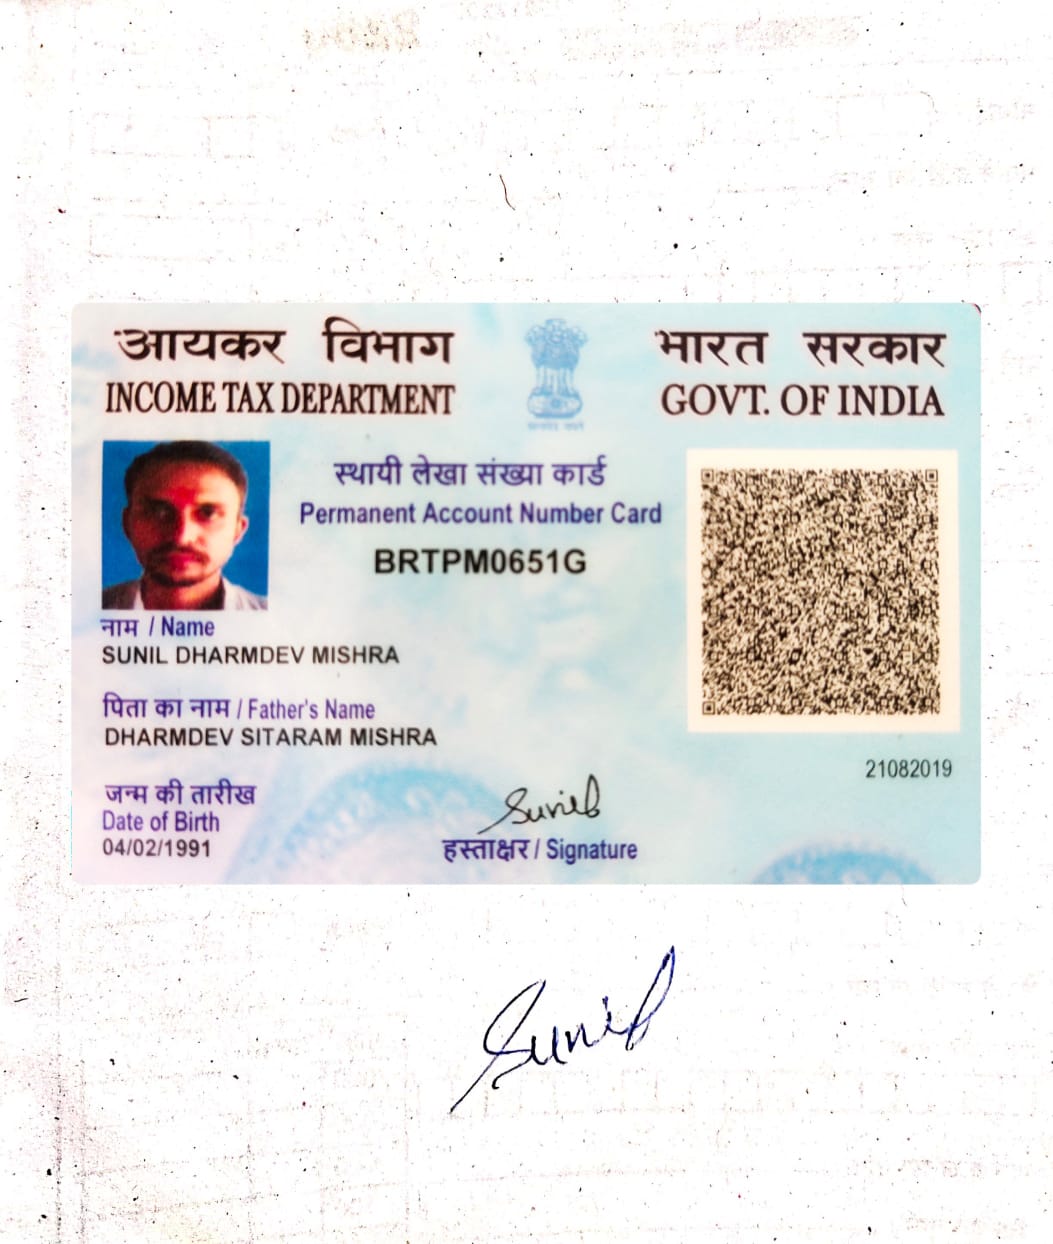 आयकर विभाग
INCOME TAX DEPARTMENT
भारत सरकार
GOVT. OF INDIA
स्थायी लेखा संख्या कार्ड
Permanent Account Number Card
BRTPM0651G
नाम / Name
SUNIL DHARMDEV MISHRA
पिता का नाम / Father's Name
DHARMDEV SITARAM MISHRA
21082019
जन्म की तारीख
Date of Birth
04/02/1991
Sunil
हस्ताक्षर / Signature
Sunil